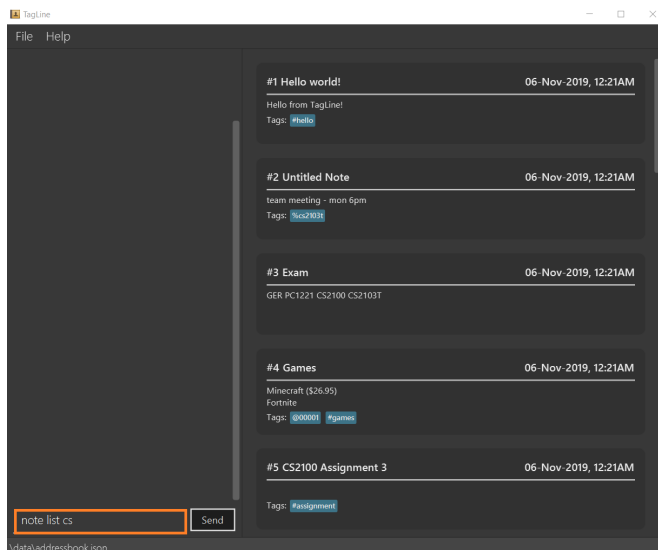 TagLine
File Help
#1 Hello world! 06-Nov-2019, 12:21AM
Hello from TagLine!
Tags: #hello
#2 Untitled Note 06-Nov-2019, 12:21AM
team meeting - mon 6pm
Tags: %cs2103t
#3 Exam 06-Nov-2019, 12:21AM
GER PC1221 CS2100 CS2103T
#4 Games 06-Nov-2019, 12:21AM
Minecraft ($26.95)
Fortnite
Tags: @00001 #games
#5 CS2100 Assignment 3 06-Nov-2019, 12:21AM
Tags: #assignment
note list cs Send
\data\addressbook.json